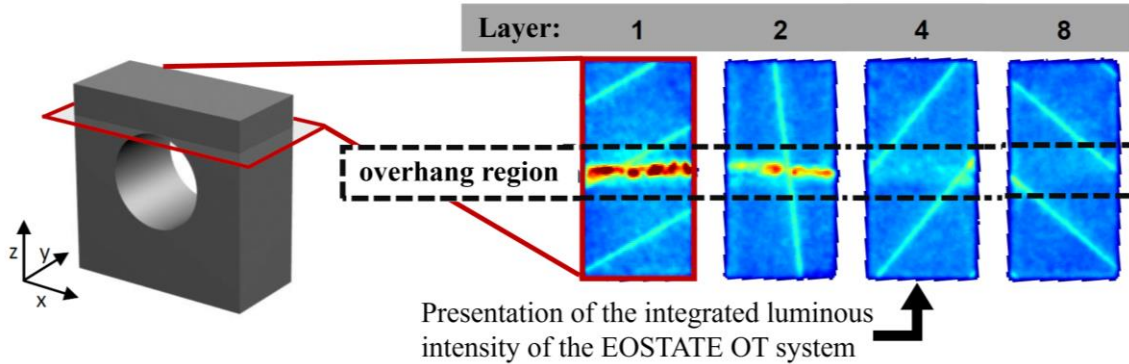 Layer: 1 2 4 8
overhang region
z
y
x
Presentation of the integrated luminous
intensity of the EOSTATE OT system